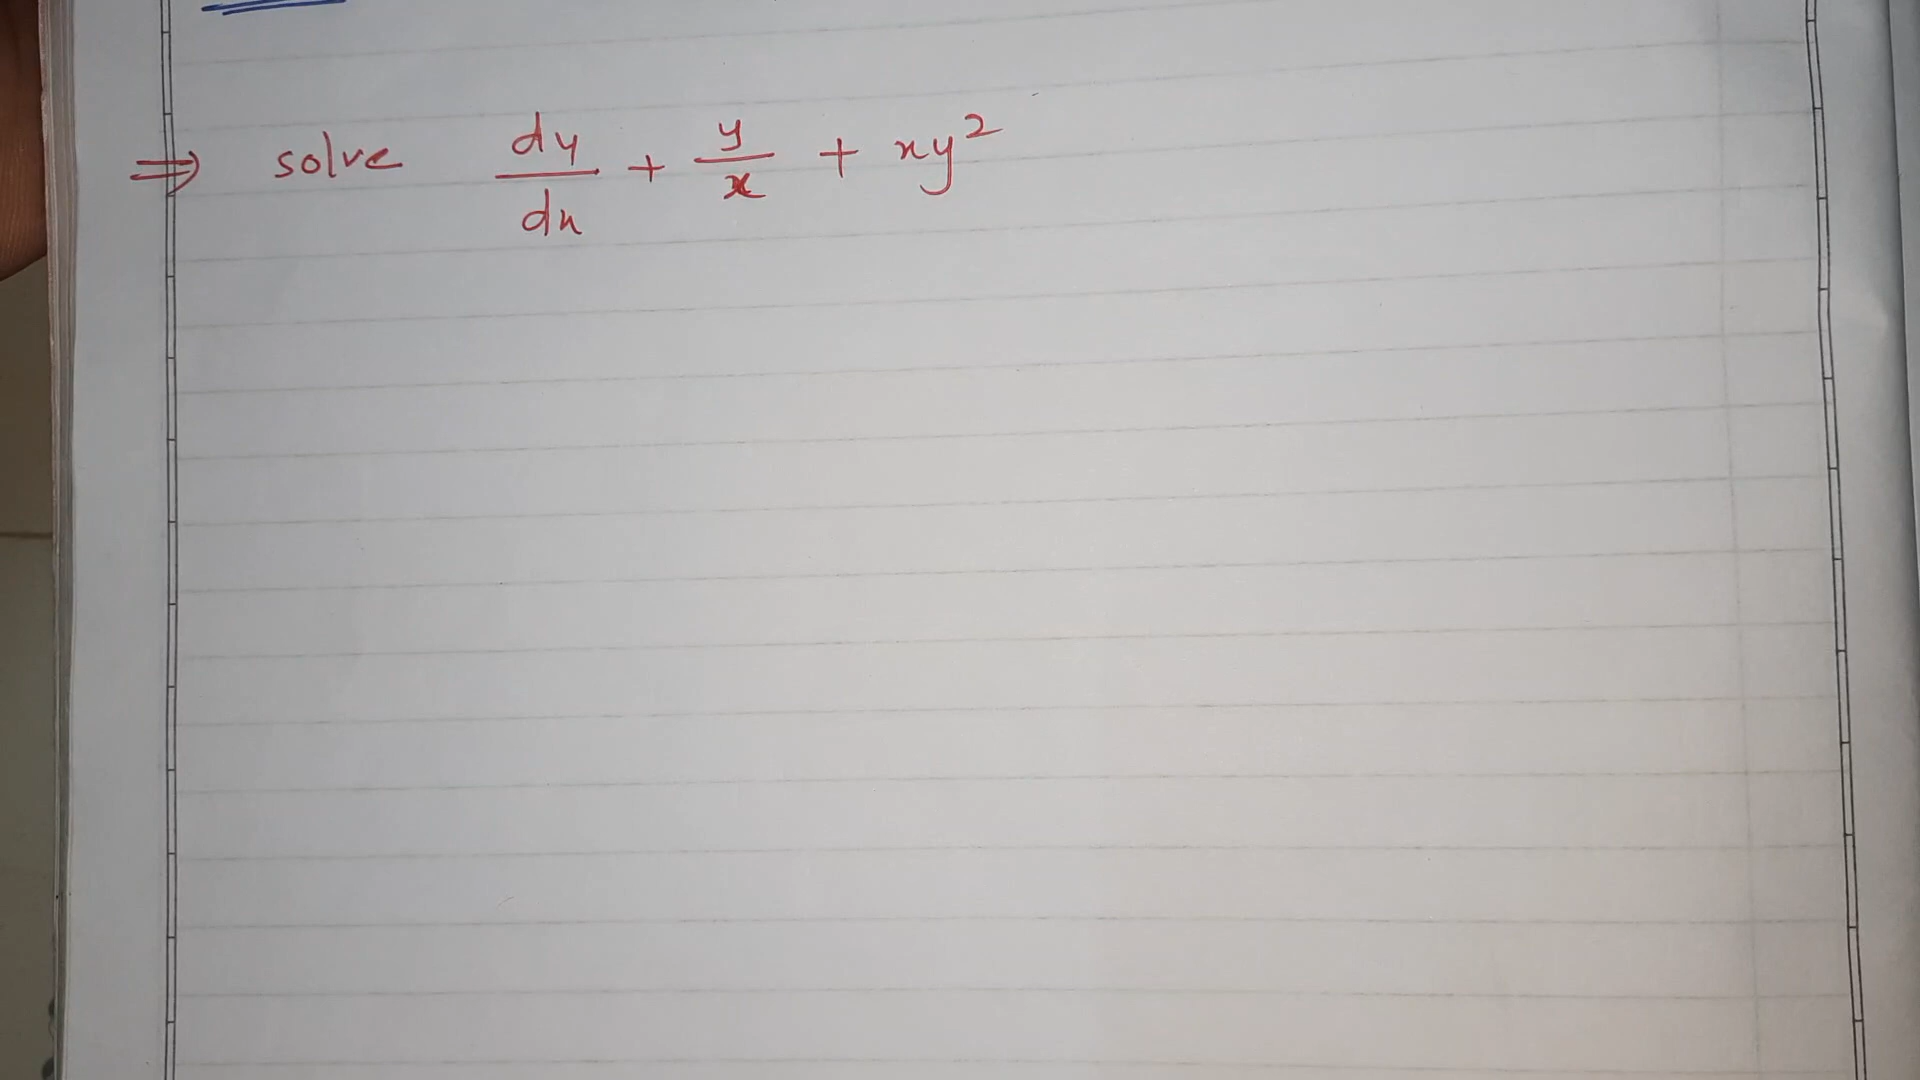 ⇒ solve dy/dx + y/x + xy²